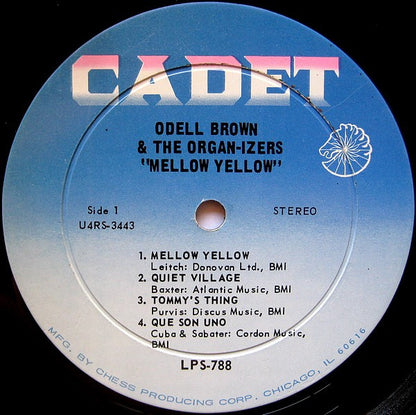 CADET
ODELL BROWN
& THE ORGAN-IZERS
"MELLOW YELLOW"
Side 1
U4RS-3443
STEREO
1. MELLOW YELLOW
Leitch: Donovan Ltd., BMI
2. QUIET VILLAGE
Baxter: Atlantic Music, BMI
3. TOMMY'S THING
Purvis: Discus Music, BMI
4. QUE SON UNO
Cuba & Sabater: Cordon Music,
BMI
LPS-788
MFG. BY CHESS PRODUCING CORP. CHICAGO, IL 60616